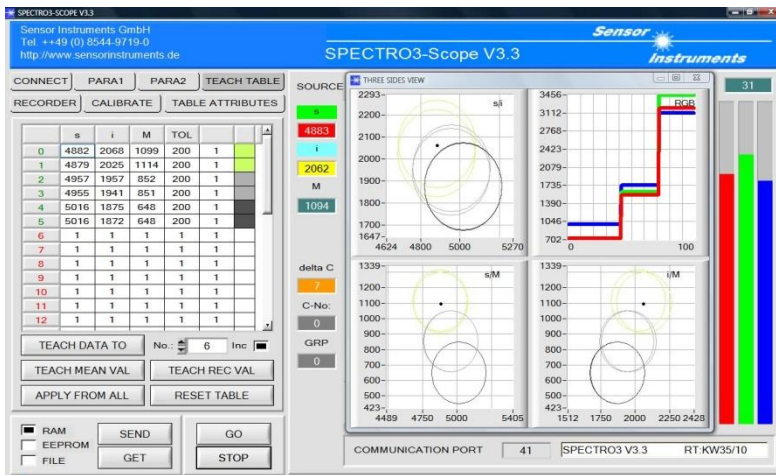 SPECTRO3-SCOPE V3.3
Sensor Instruments GmbH
Tel. ++49 (0) 8544-9719-0
http://www.sensorinstruments.de
SPECTRO3-Scope V3.3
Sensor
Instruments
CONNECT PARA1 PARA2 TEACH TABLE
RECORDER CALIBRATE TABLE ATTRIBUTES
s i M TOL
0 4882 2068 1099 200 1
1 4879 2025 1114 200 1
2 4957 1957 852 200 1
3 4955 1941 851 200 1
4 5016 1875 648 200 1
5 5016 1872 648 200 1
6 1 1 1 1 1
7 1 1 1 1 1
8 1 1 1 1 1
9 1 1 1 1 1
10 1 1 1 1 1
11 1 1 1 1 1
12 1 1 1 1 1
TEACH DATA TO No.: 6 Inc
TEACH MEAN VAL TEACH REC VAL
APPLY FROM ALL RESET TABLE
RAM
EEPROM
FILE
SEND GO
GET STOP
SOURCE
s
4883
i
2062
M
1094
delta C
7
C-No:
0
GRP
0
THREE SIDES VIEW
s/i
2293
2200
2100
2000
1900
1800
1700
1647
4624 4800 5000 5270
RGB
3456
3112
2768
2423
2079
1735
1390
1046
702
0 100
s/M
1339
1200
1100
1000
900
800
700
600
500
423
4489 4750 5000 5405
i/M
1339
1200
1100
1000
900
800
700
600
500
423
1512 1750 2000 2250 2428
31
COMMUNICATION PORT 41 SPECTRO3 V3.3 RT:KW35/10